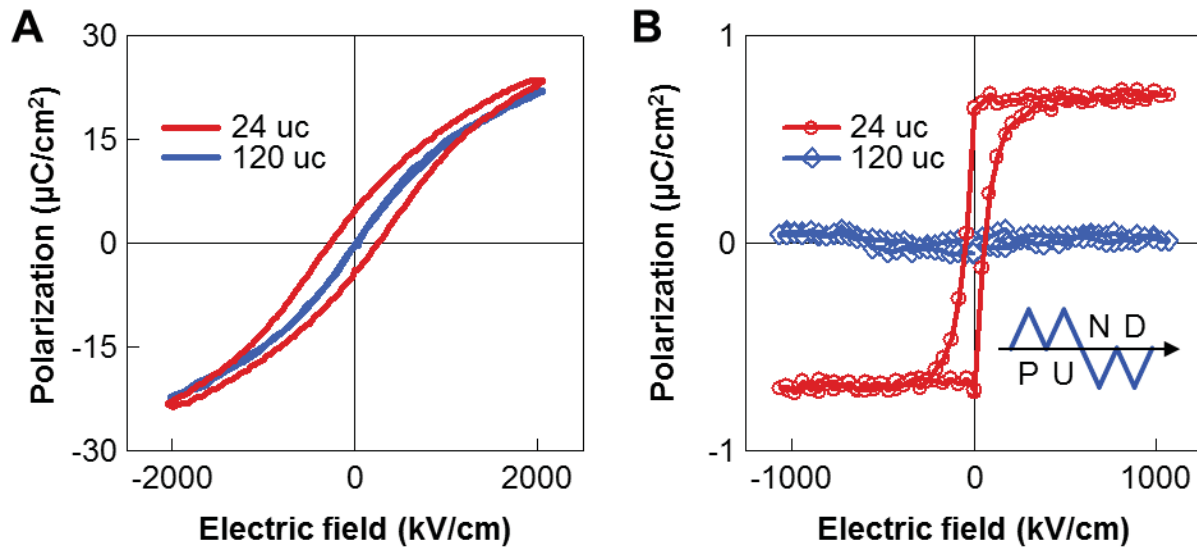 A
30
15
0
-15
-30
Polarization (µC/cm²)
24 uc
120 uc
-2000
0
2000
Electric field (kV/cm)
B
1
0
-1
Polarization (µC/cm²)
24 uc
120 uc
N D
P U
-1000
0
1000
Electric field (kV/cm)